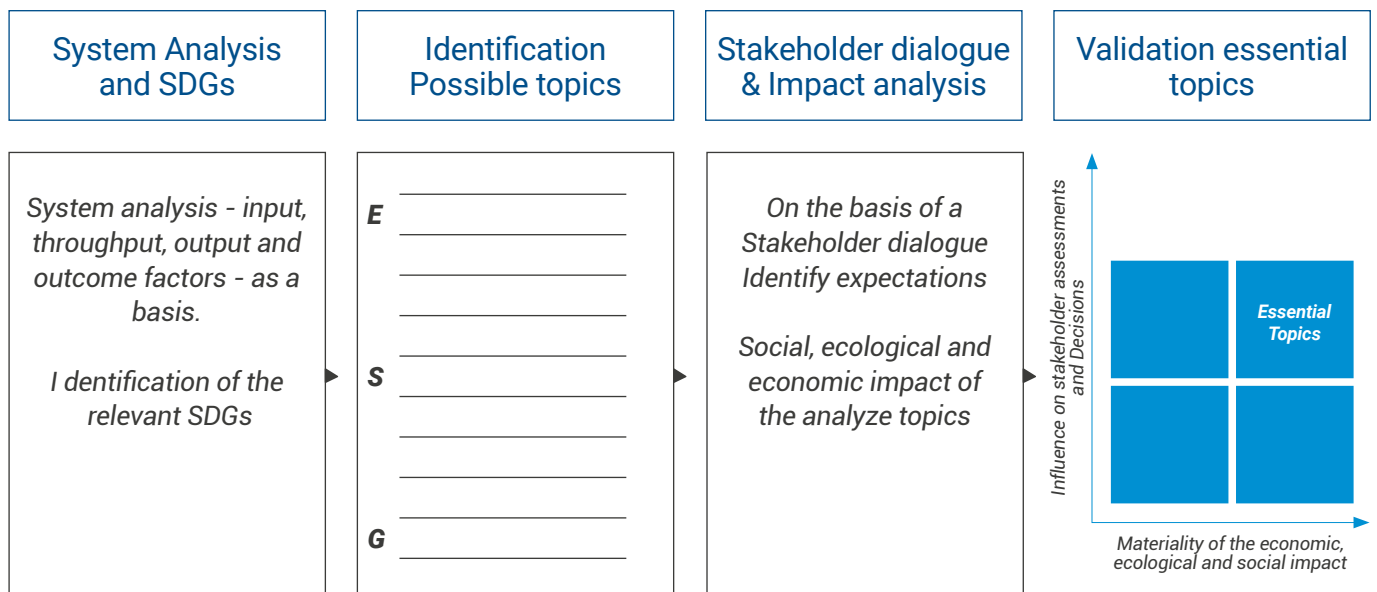 System Analysis
and SDGs
Identification
Possible topics
Stakeholder dialogue
& Impact analysis
Validation essential
topics
System analysis - input,
throughput, output and
outcome factors - as a
basis.
I dentification of the
relevant SDGs
E
S
G
On the basis of a
Stakeholder dialogue
Identify expectations
Social, ecological and
economic impact of
the analyze topics
Influence on stakeholder assessments
and Decisions
Essential
Topics
Materiality of the economic,
ecological and social impact